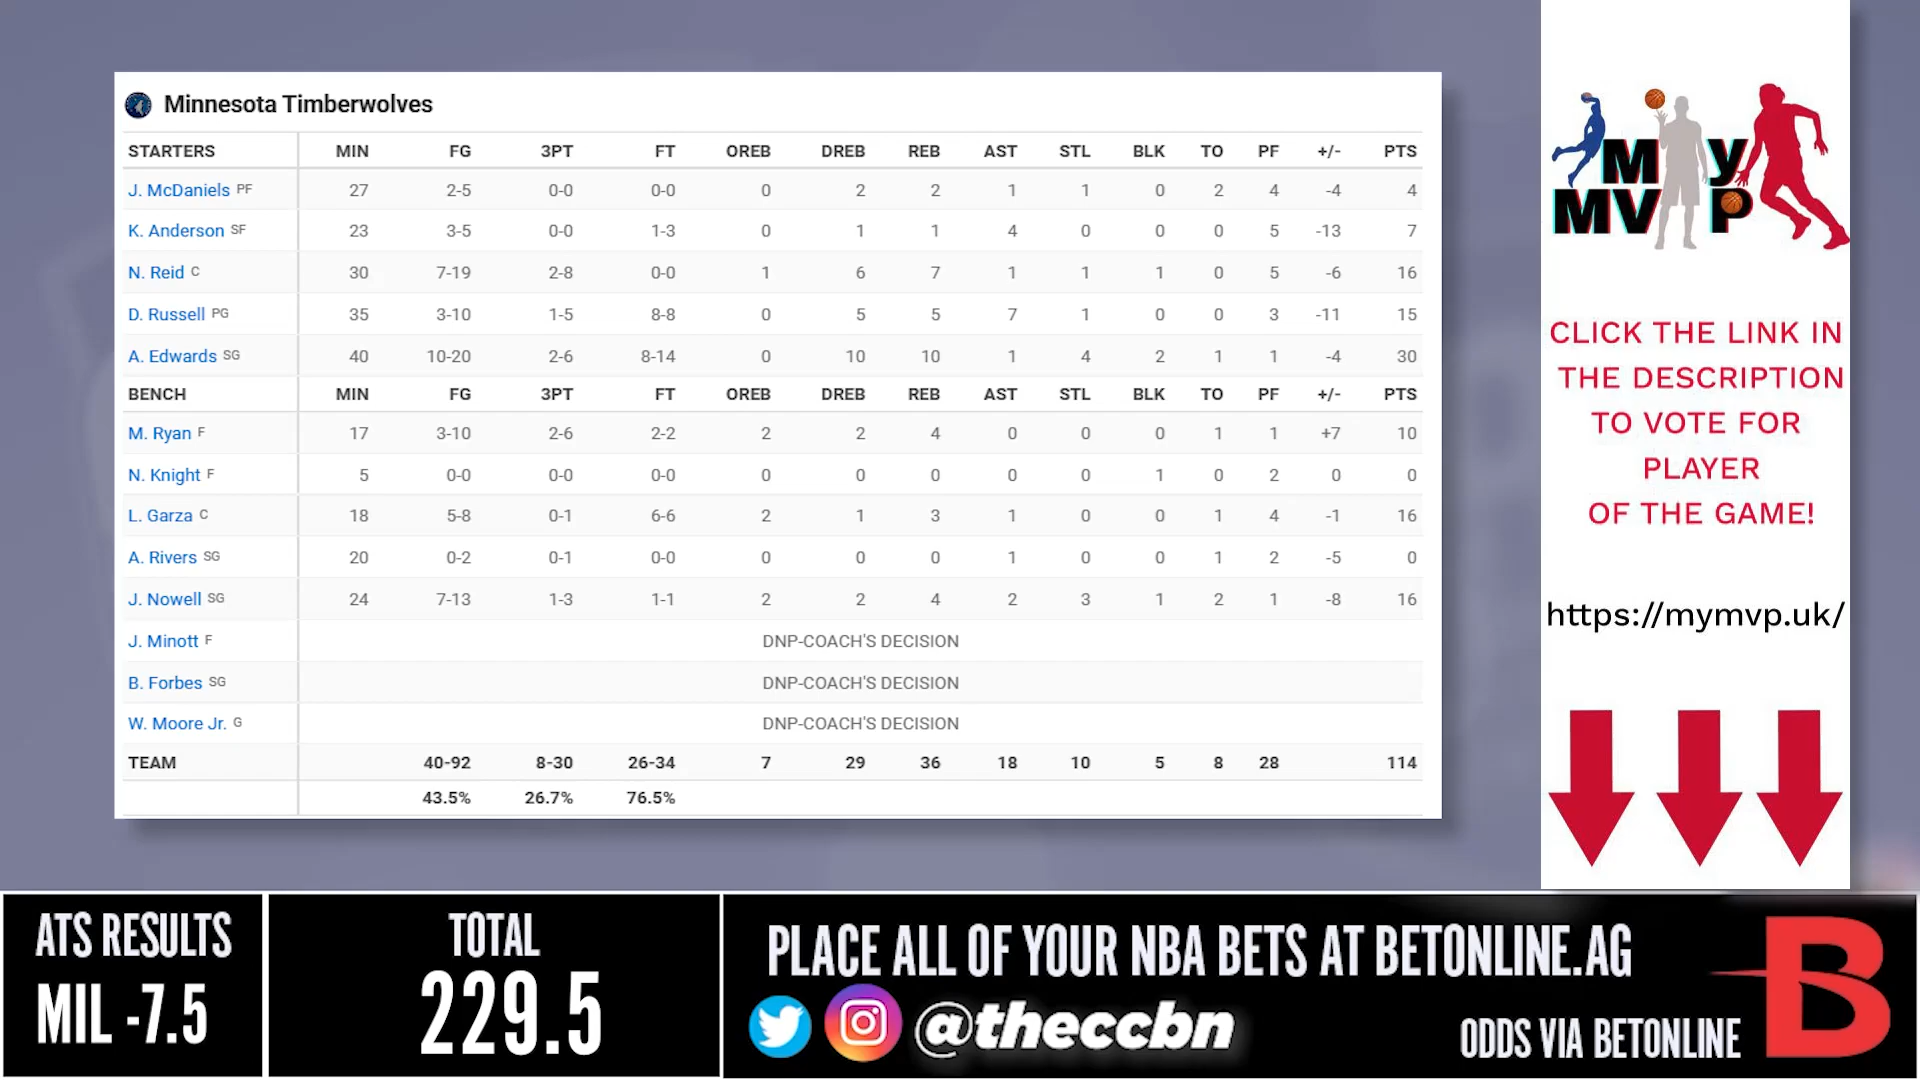 Minnesota Timberwolves
STARTERS MIN FG 3PT FT OREB DREB REB AST STL BLK TO PF +/- PTS
J. McDaniels PF 27 2-5 0-0 0-0 0 2 2 1 1 0 2 4 -4 4
K. Anderson SF 23 3-5 0-0 1-3 0 1 1 4 0 0 0 5 -13 7
N. Reid C 30 7-19 2-8 0-0 1 6 7 1 1 1 0 5 -6 16
D. Russell PG 35 3-10 1-5 8-8 0 5 5 7 1 0 0 3 -11 15
A. Edwards SG 40 10-20 2-6 8-14 0 10 10 1 4 2 1 1 -4 30
BENCH MIN FG 3PT FT OREB DREB REB AST STL BLK TO PF +/- PTS
M. Ryan F 17 3-10 2-6 2-2 2 2 4 0 0 0 1 1 +7 10
N. Knight F 5 0-0 0-0 0-0 0 0 0 0 0 1 0 2 0 0
L. Garza C 18 5-8 0-1 6-6 2 1 3 1 0 0 1 4 -1 16
A. Rivers SG 20 0-2 0-1 0-0 0 0 0 1 0 0 1 2 -5 0
J. Nowell SG 24 7-13 1-3 1-1 2 2 4 2 3 1 2 1 -8 16
J. Minott F DNP-COACH'S DECISION
B. Forbes SG DNP-COACH'S DECISION
W. Moore Jr. G DNP-COACH'S DECISION
TEAM 40-92 8-30 26-34 7 29 36 18 10 5 8 28 114
43.5% 26.7% 76.5%
My
MVP
CLICK THE LINK IN
THE DESCRIPTION
TO VOTE FOR
PLAYER
OF THE GAME!
https://mymvp.uk/
ATS RESULTS
MIL -7.5
TOTAL
229.5
PLACE ALL OF YOUR NBA BETS AT BETONLINE.AG
@theccbn
ODDS VIA BETONLINE
B